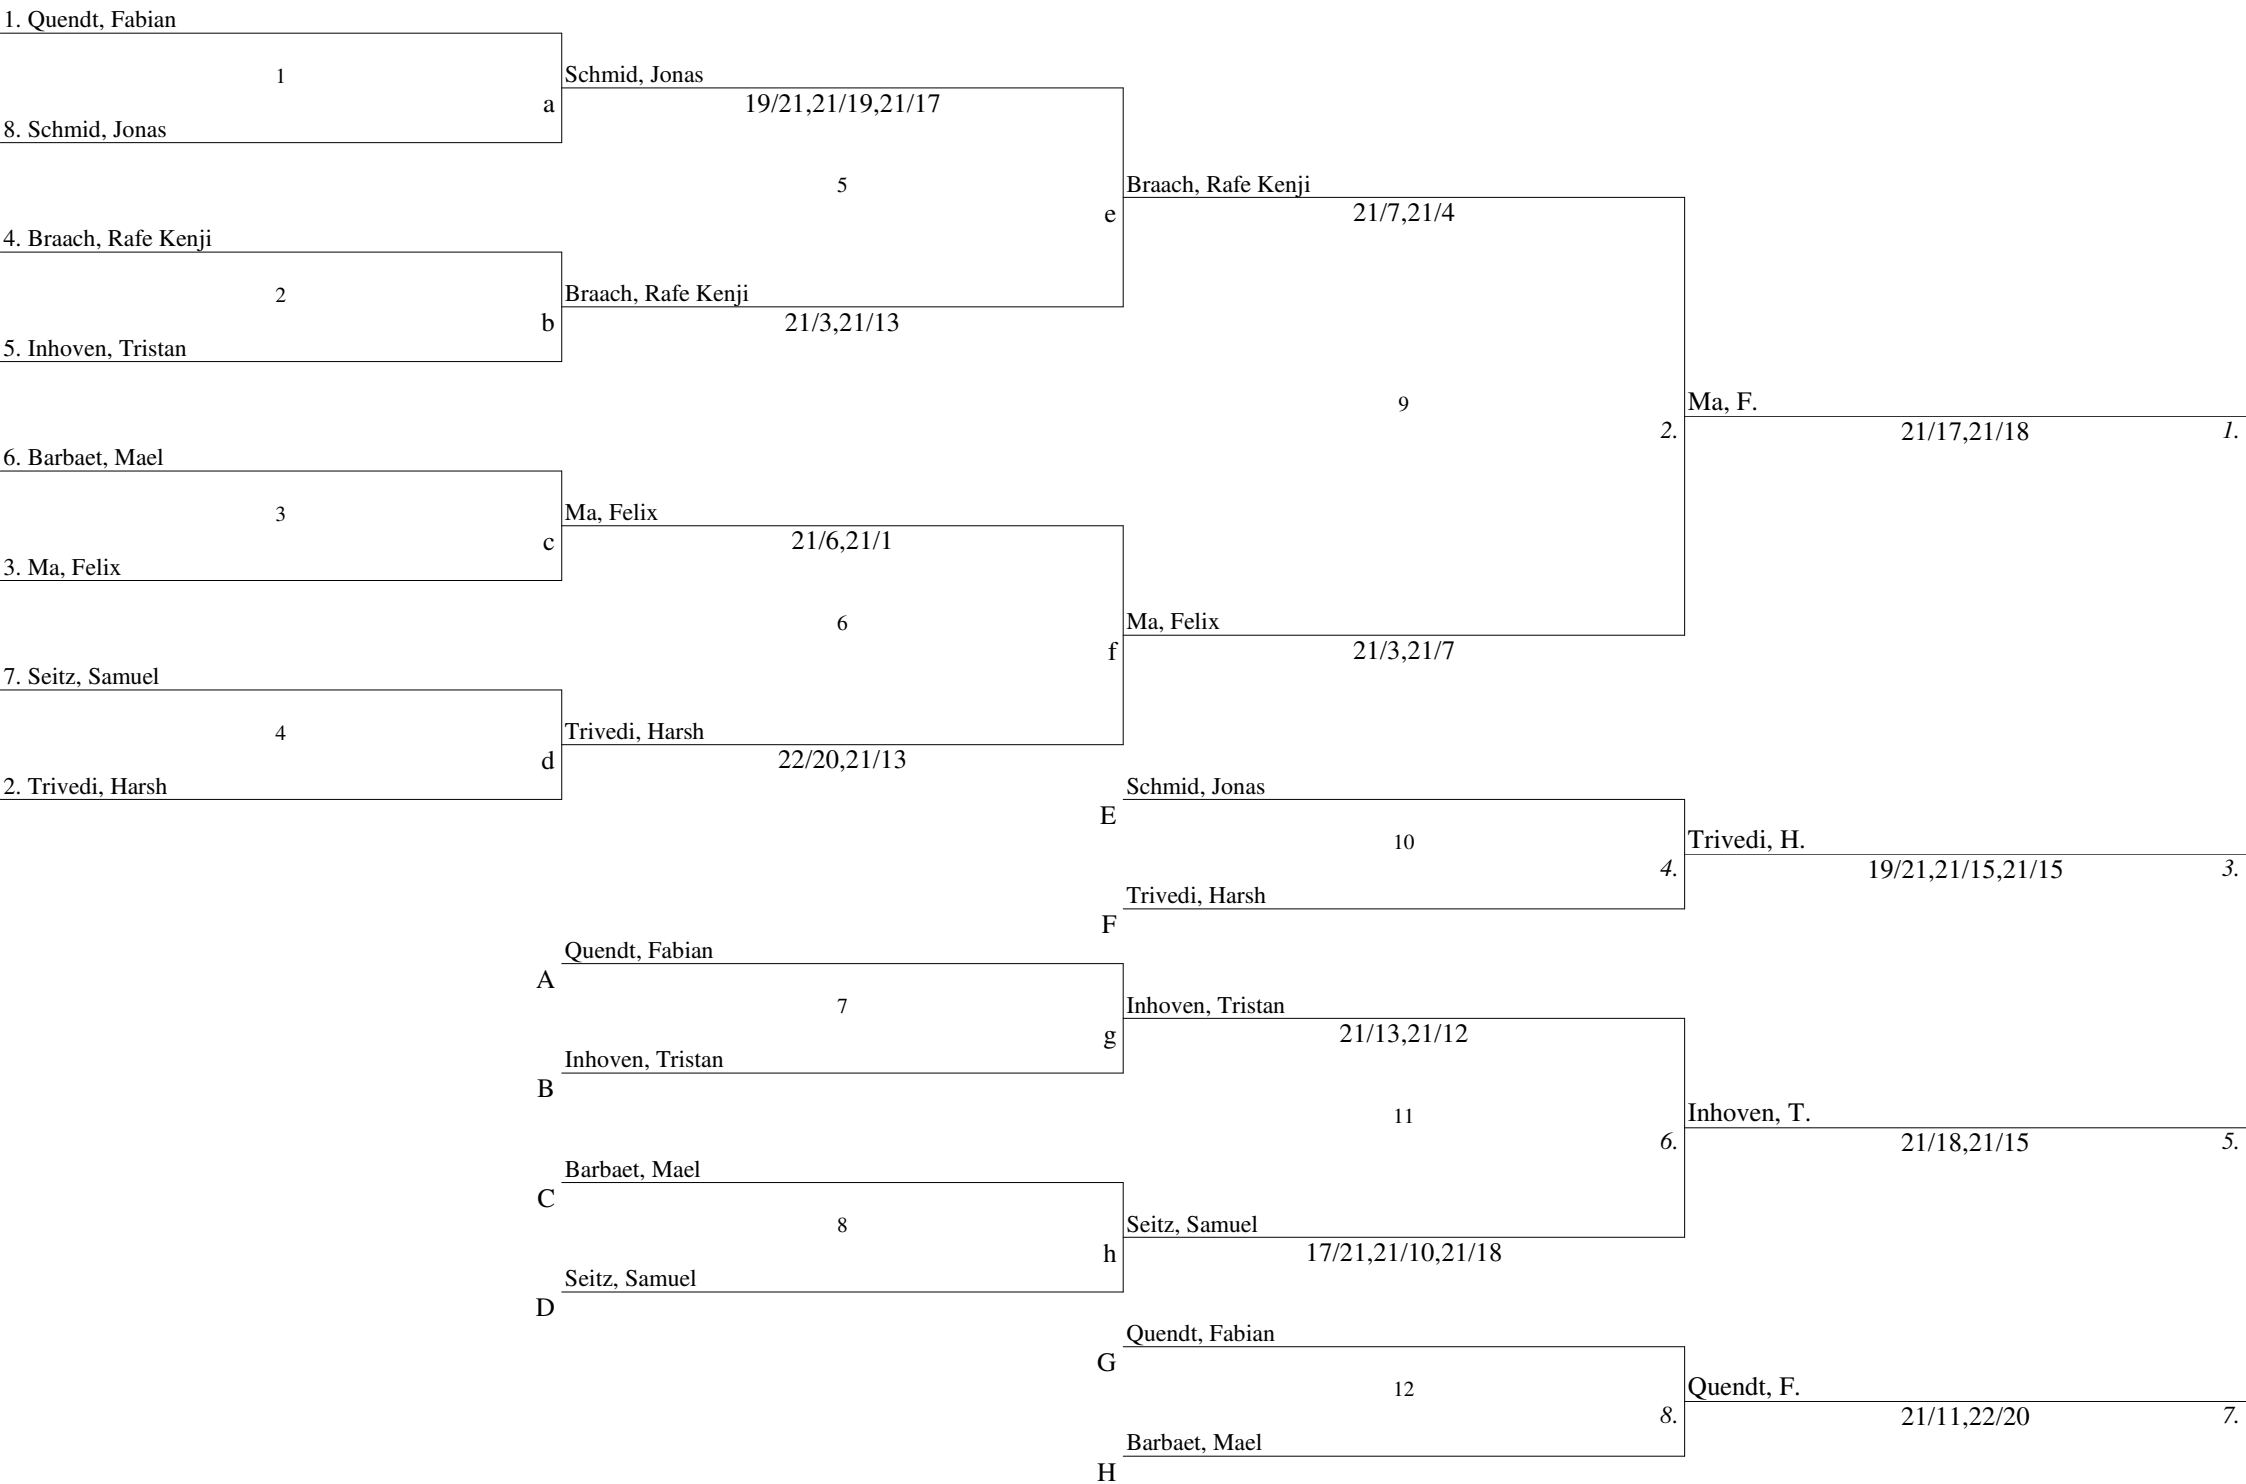 1. Quendt, Fabian
1
Schmid, Jonas
a
19/21,21/19,21/17
8. Schmid, Jonas
5
Braach, Rafe Kenji
e
21/7,21/4
4. Braach, Rafe Kenji
2
Braach, Rafe Kenji
b
21/3,21/13
5. Inhoven, Tristan
9
Ma, F.
2.
21/17,21/18
1.
6. Barbaet, Mael
3
Ma, Felix
c
21/6,21/1
3. Ma, Felix
6
Ma, Felix
f
21/3,21/7
7. Seitz, Samuel
4
Trivedi, Harsh
d
22/20,21/13
2. Trivedi, Harsh
Schmid, Jonas
E
10
Trivedi, H.
4.
19/21,21/15,21/15
3.
Trivedi, Harsh
F
Quendt, Fabian
A
7
Inhoven, Tristan
g
21/13,21/12
Inhoven, Tristan
B
11
Inhoven, T.
6.
21/18,21/15
5.
Barbaet, Mael
C
8
Seitz, Samuel
h
17/21,21/10,21/18
Seitz, Samuel
D
Quendt, Fabian
G
12
Quendt, F.
8.
21/11,22/20
7.
Barbaet, Mael
H